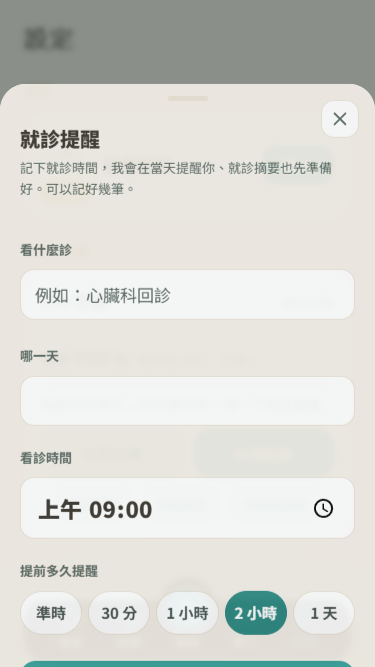 設定
就診提醒
記下就診時間，我會在當天提醒你、就診摘要也先準備
好。可以記好幾筆。
看什麼診
例如：心臟科回診
哪一天
看診時間
上午 09:00
提前多久提醒
準時
30 分
1 小時
2 小時
1 天